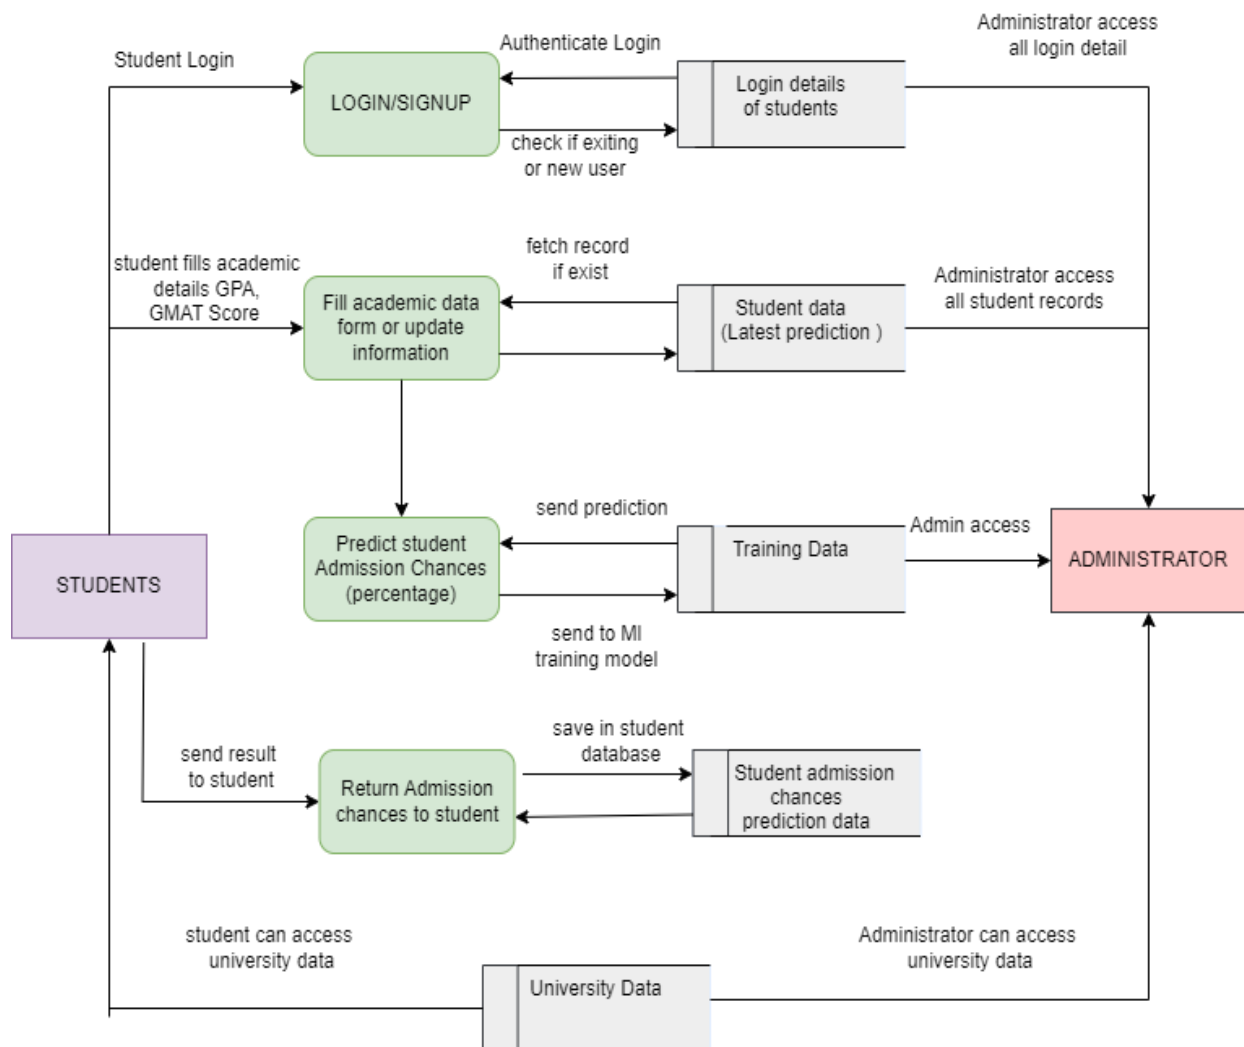 Student Login
Authenticate Login
Administrator access
all login detail
LOGIN/SIGNUP
Login details
of students
check if exiting
or new user
student fills academic
details GPA,
GMAT Score
fetch record
if exist
Administrator access
all student records
Fill academic data
form or update
information
Student data
(Latest prediction )
send prediction
Admin access
Predict student
Admission Chances
(percentage)
Training Data
STUDENTS
ADMINISTRATOR
send to MI
training model
save in student
database
send result
to student
Return Admission
chances to student
Student admission
chances
prediction data
student can access
university data
Administrator can access
university data
University Data